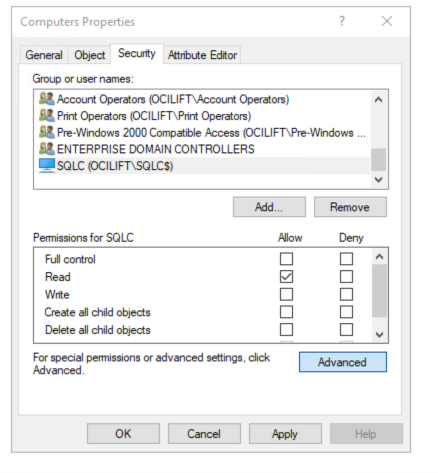 Computers Properties
?
×
General Object Security Attribute Editor
Group or user names:
Account Operators (OCILIFT\Account Operators)
Print Operators (OCILIFT\Print Operators)
Pre-Windows 2000 Compatible Access (OCILIFT\Pre-Windows ...
ENTERPRISE DOMAIN CONTROLLERS
SQLC (OCILIFT\SQLC$)
Add... Remove
Permissions for SQLC Allow Deny
Full control
Read
Write
Create all child objects
Delete all child objects
For special permissions or advanced settings, click
Advanced.
Advanced
OK Cancel Apply Help